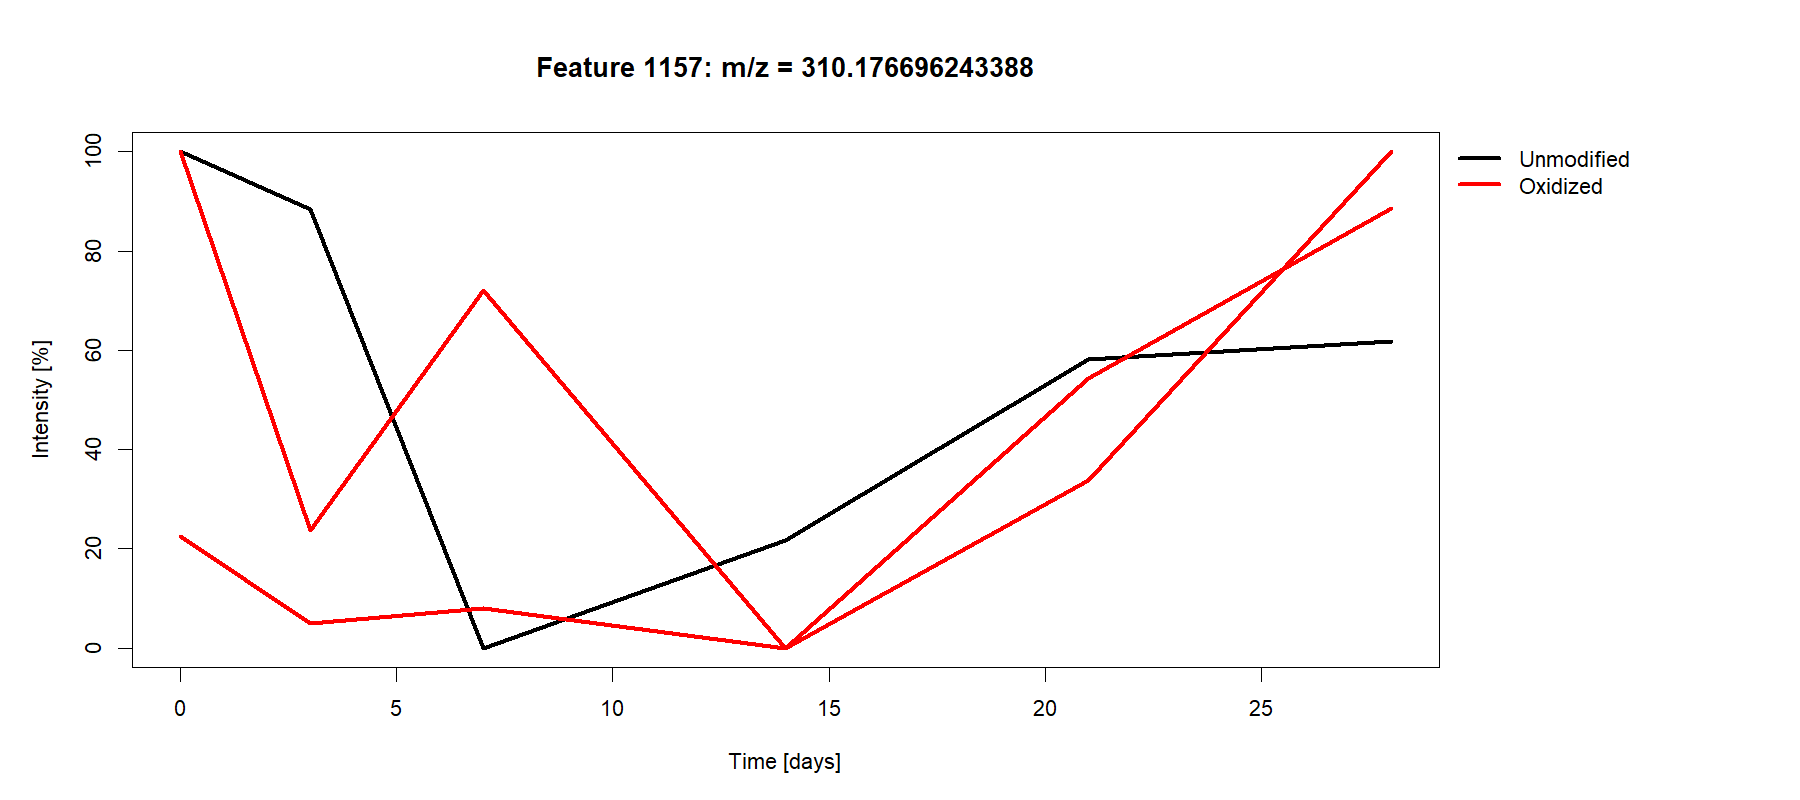 Feature 1157: m/z = 310.176696243388
Unmodified
Oxidized
Intensity [%]
100
80
60
40
20
0
0 5 10 15 20 25
Time [days]